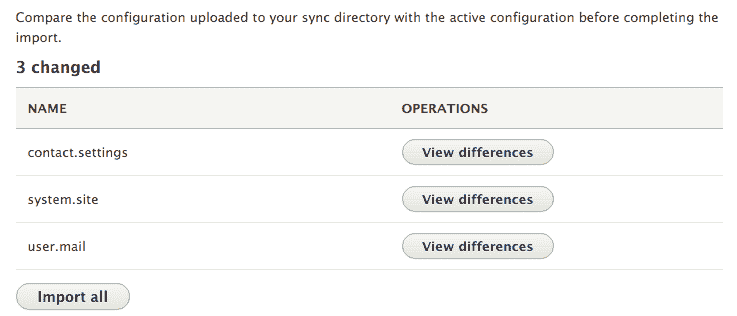 Compare the configuration uploaded to your sync directory with the active configuration before completing the
import.
3 changed
NAME OPERATIONS
contact.settings View differences
system.site View differences
user.mail View differences
Import all